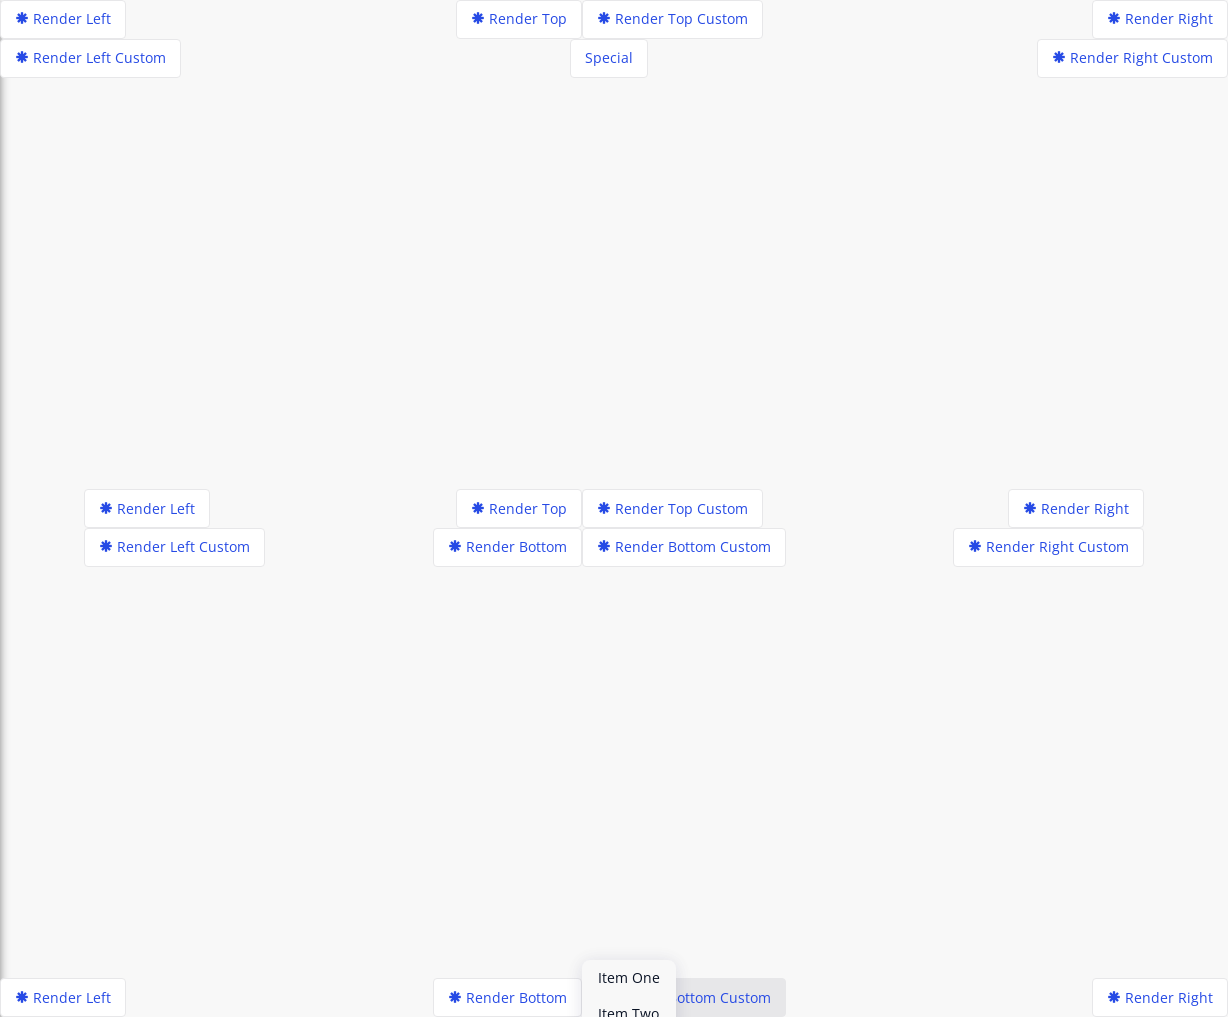 Render Left
Render Top
Render Top Custom
Render Right
Render Left Custom
Special
Render Right Custom
Render Left
Render Top
Render Top Custom
Render Right
Render Left Custom
Render Bottom
Render Bottom Custom
Render Right Custom
Item One
Render Left
Render Bottom
ottom Custom
Render Right
Item Two